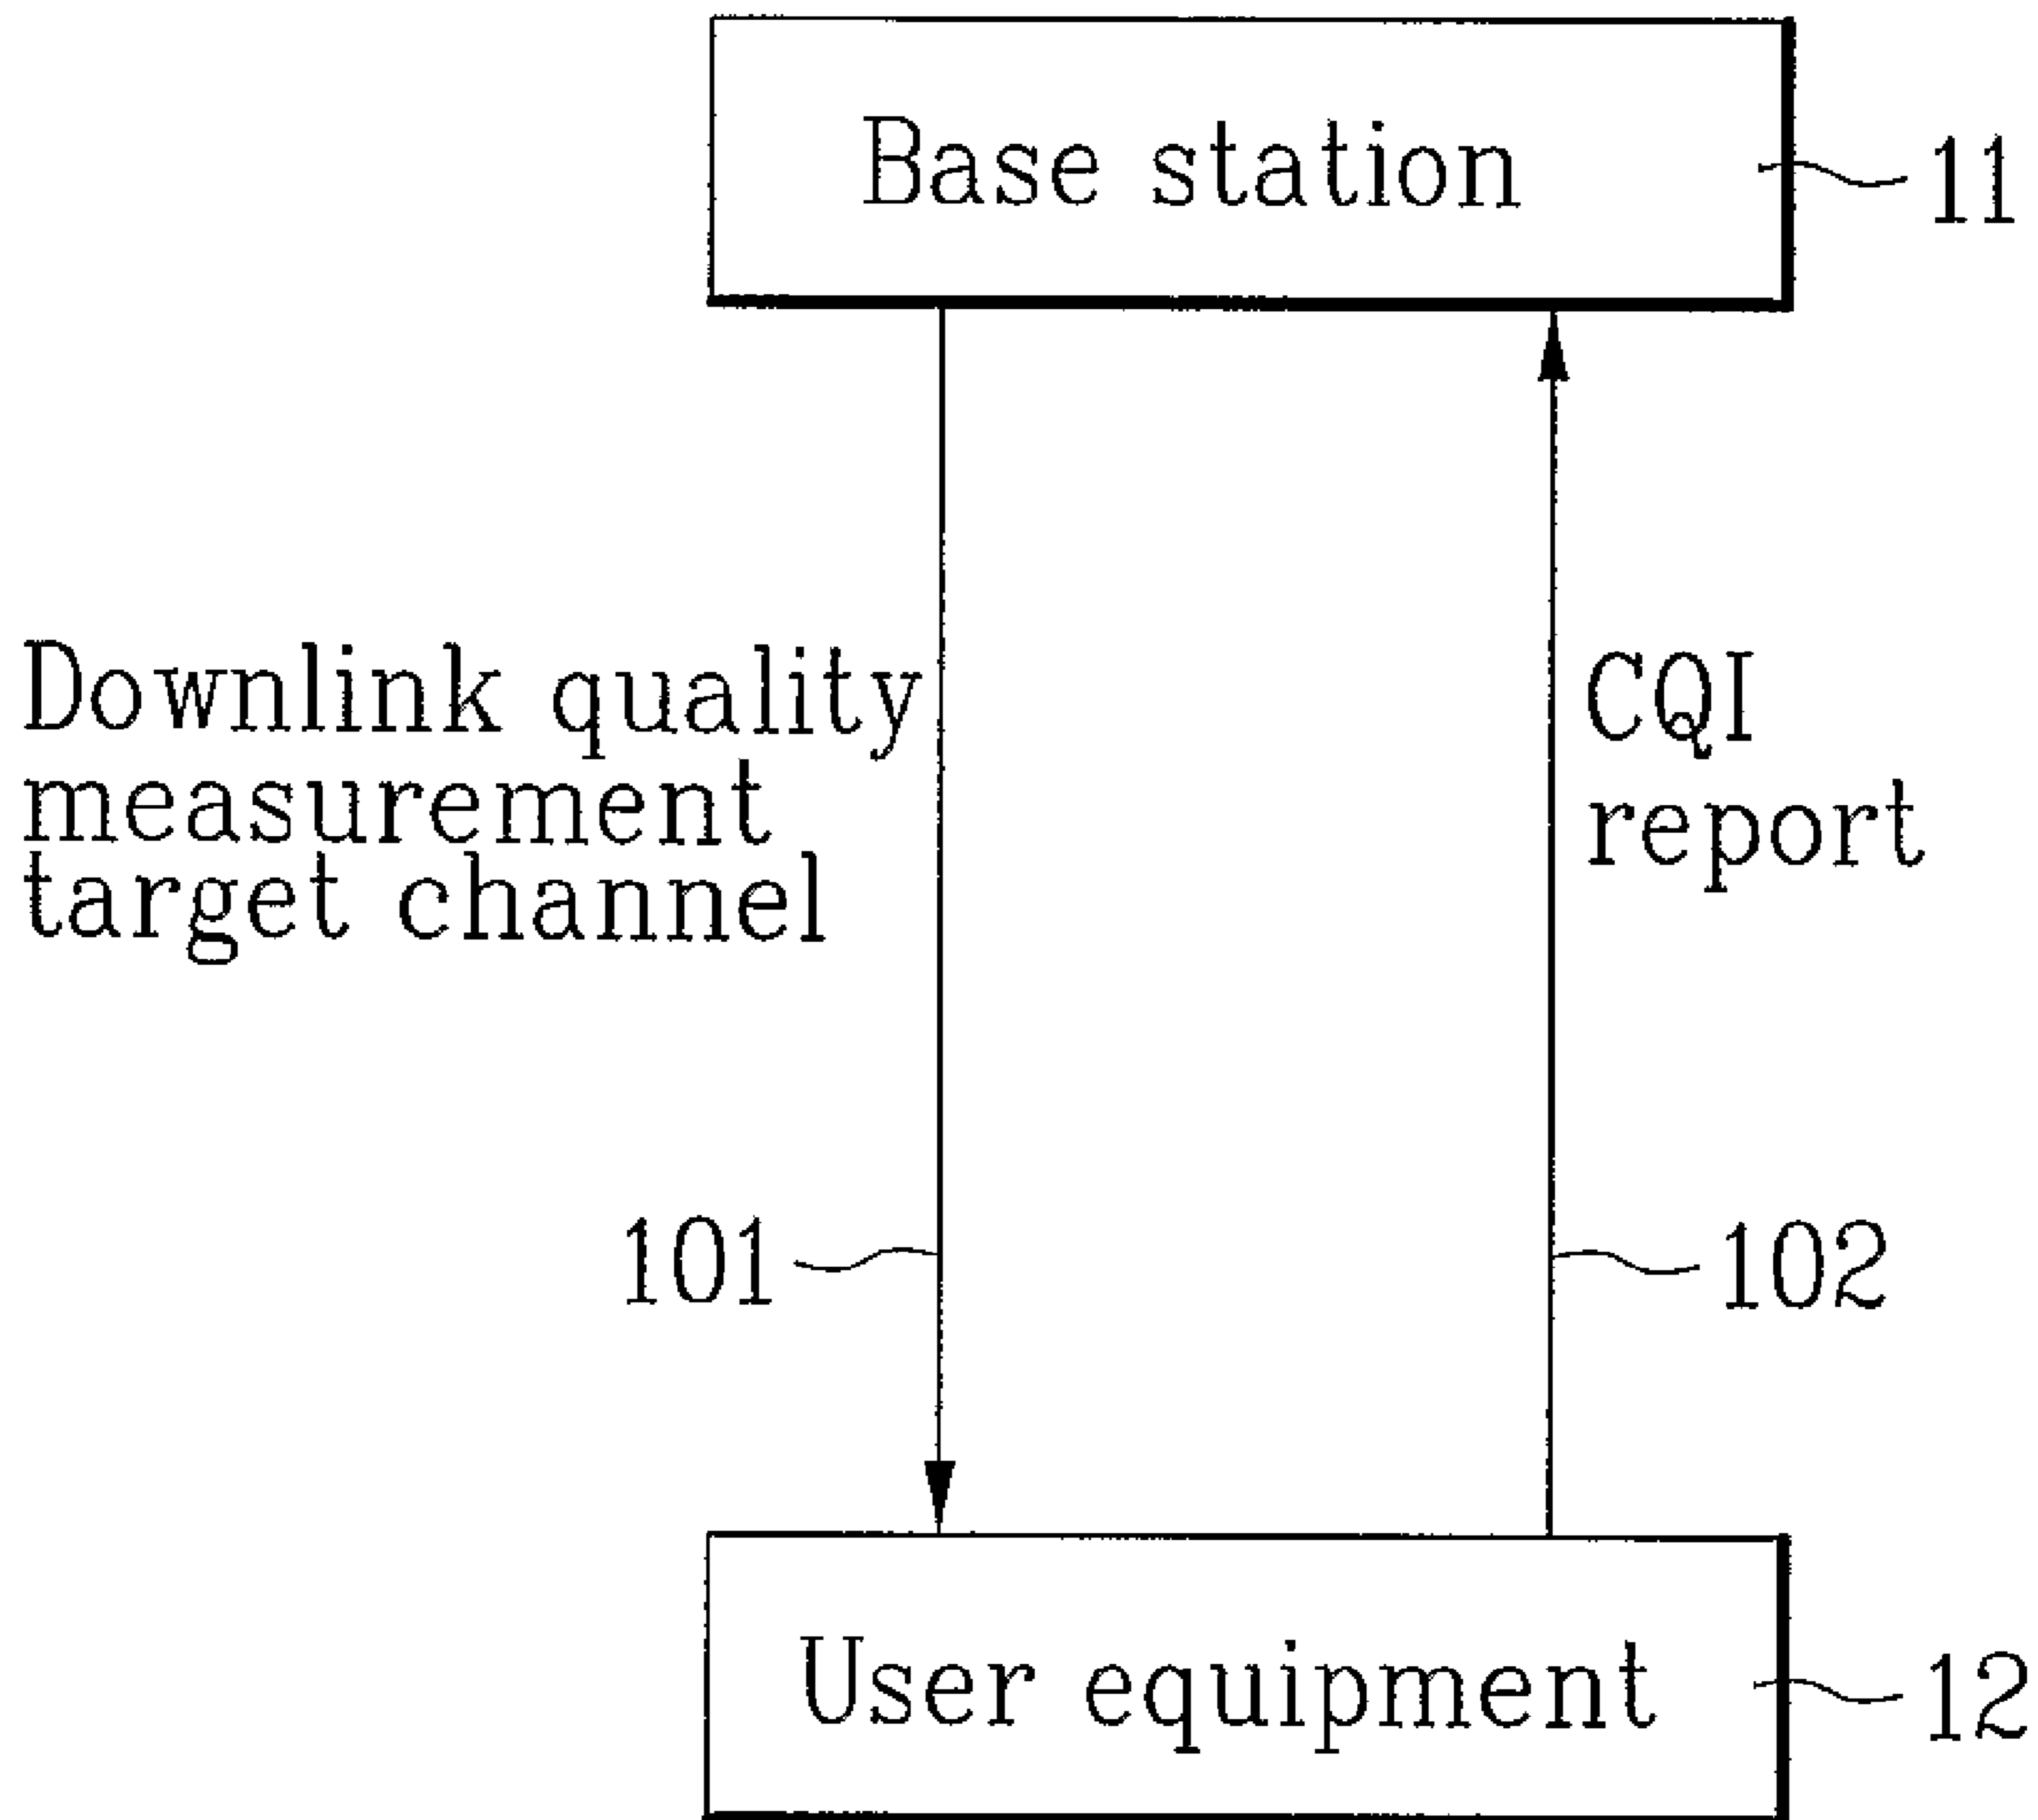 Base station
11
Downlink quality
measurement
target channel
CQI
report
101
102
User equipment
12